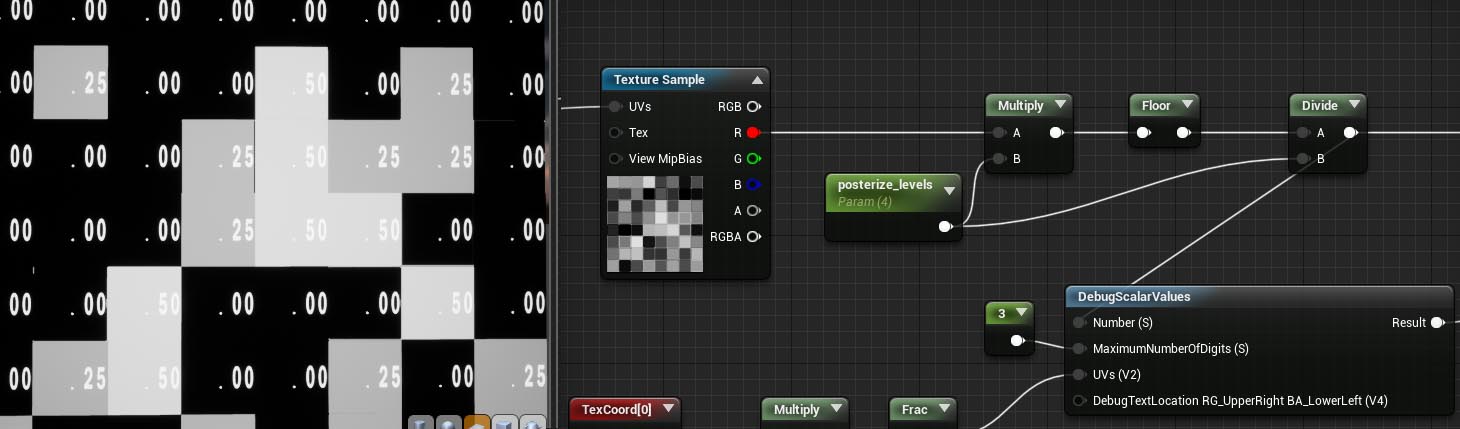 .00 .00 .00 .00 .00 .00 .00
00 .25 .00 .00 .50 .00 .25
.00 .00 .25 .50 .25 .25 .00
.00 .00 .25 .50 .50 .00 .00
00 .00 .50 .00 .00 .00 .50 .00
00 .25 .50 .00 .00 .25 .00 .25
Texture Sample
UVs RGB
Tex R
View MipBias G
B
A
RGBA
posterize_levels
Param (4)
Multiply
A
B
Floor
Divide
A
B
3
DebugScalarValues
Number (S) Result
MaximumNumberOfDigits (S)
UVs (V2)
DebugTextLocation RG_UpperRight BA_LowerLeft (V4)
TexCoord[0]
Multiply
Frac